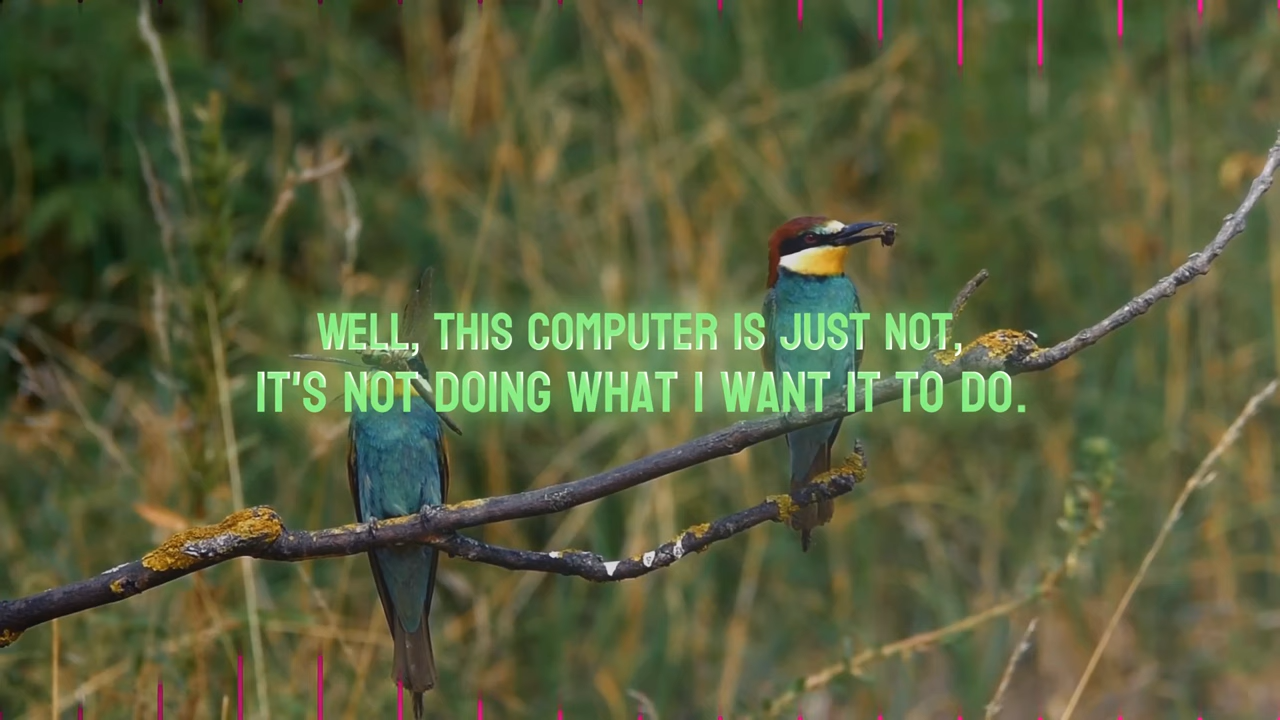 WELL, THIS COMPUTER IS JUST NOT,
IT'S NOT DOING WHAT I WANT IT TO DO.